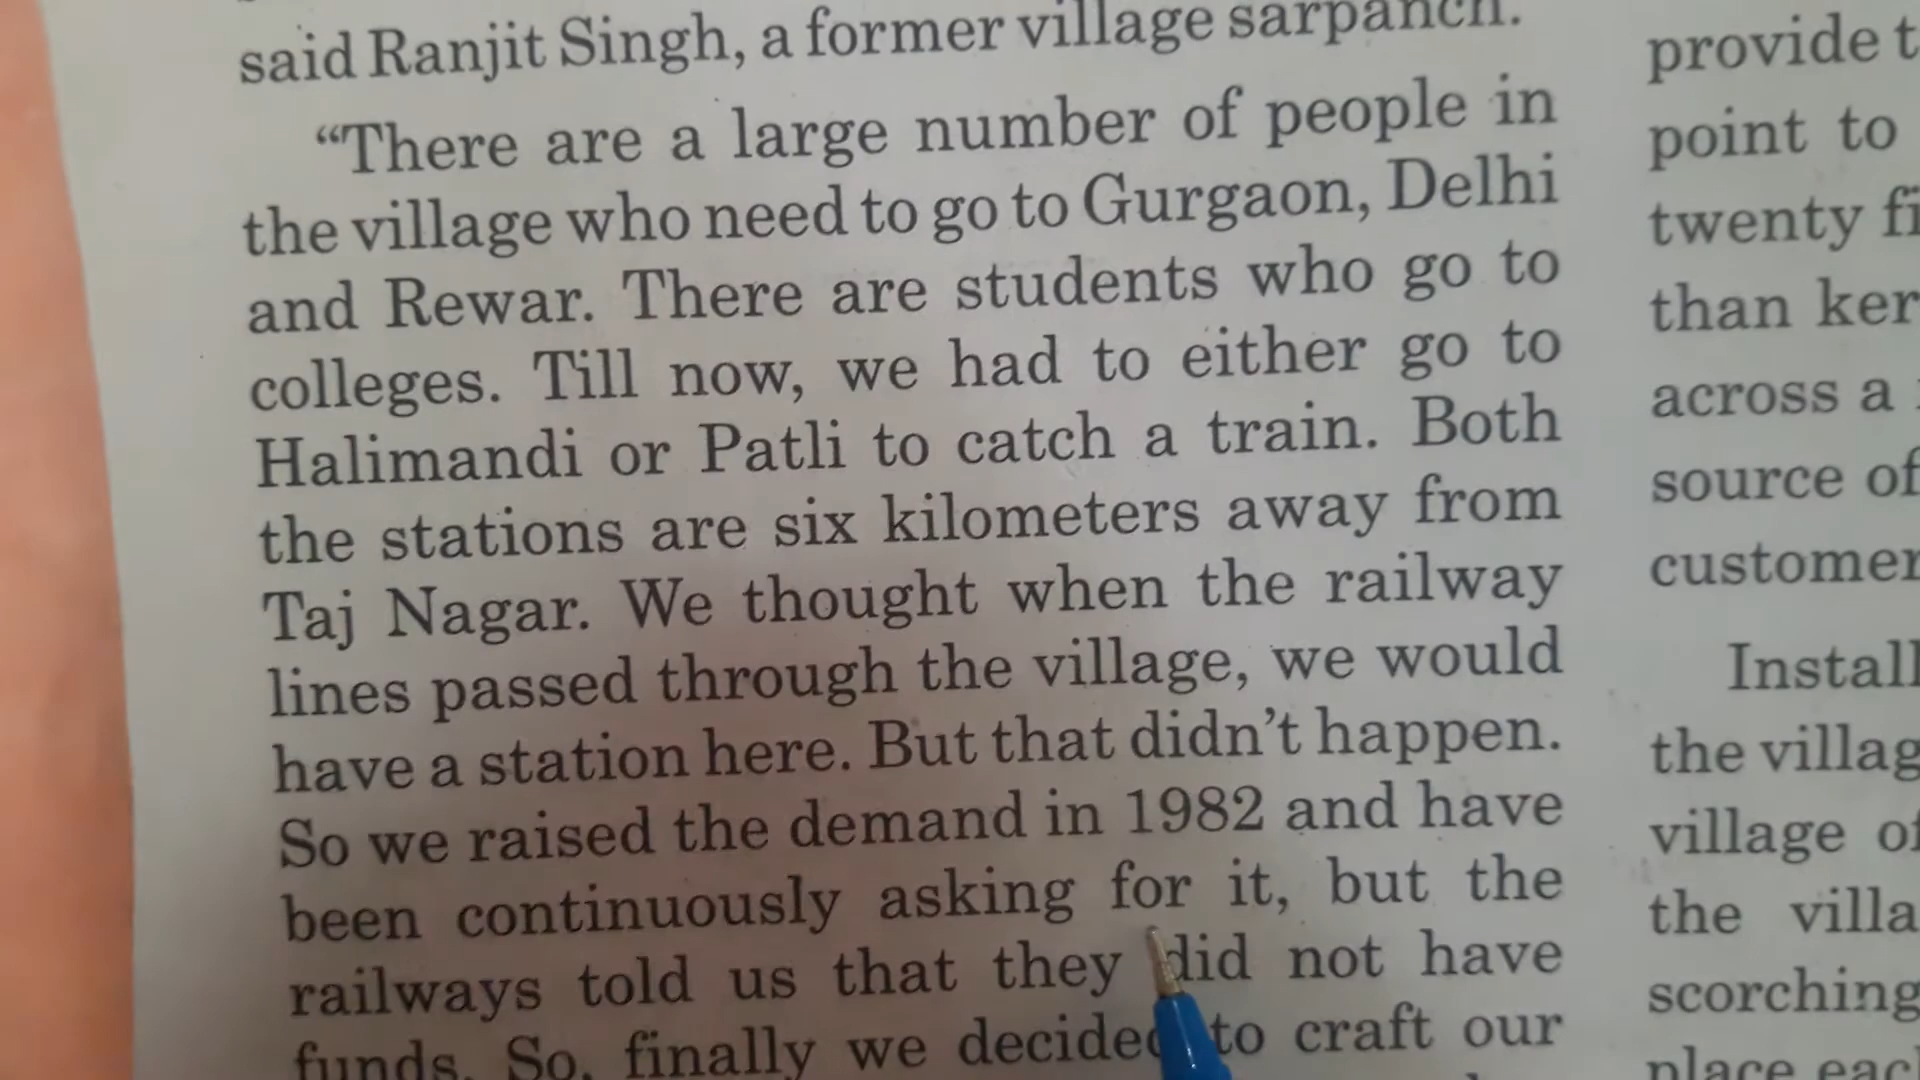 said Ranjit Singh, a former village sarpanch.
“There are a large number of people in
the village who need to go to Gurgaon, Delhi
and Rewar. There are students who go to
colleges. Till now, we had to either go to
Halimandi or Patli to catch a train. Both
the stations are six kilometers away from
Taj Nagar. We thought when the railway
lines passed through the village, we would
have a station here. But that didn’t happen.
So we raised the demand in 1982 and have
been continuously asking for it, but the
railways told us that they did not have
funds. So, finally we decided to craft our
provide
point to
twenty
than
across a
source of
customer
Install
the
village of
the
scorching
place